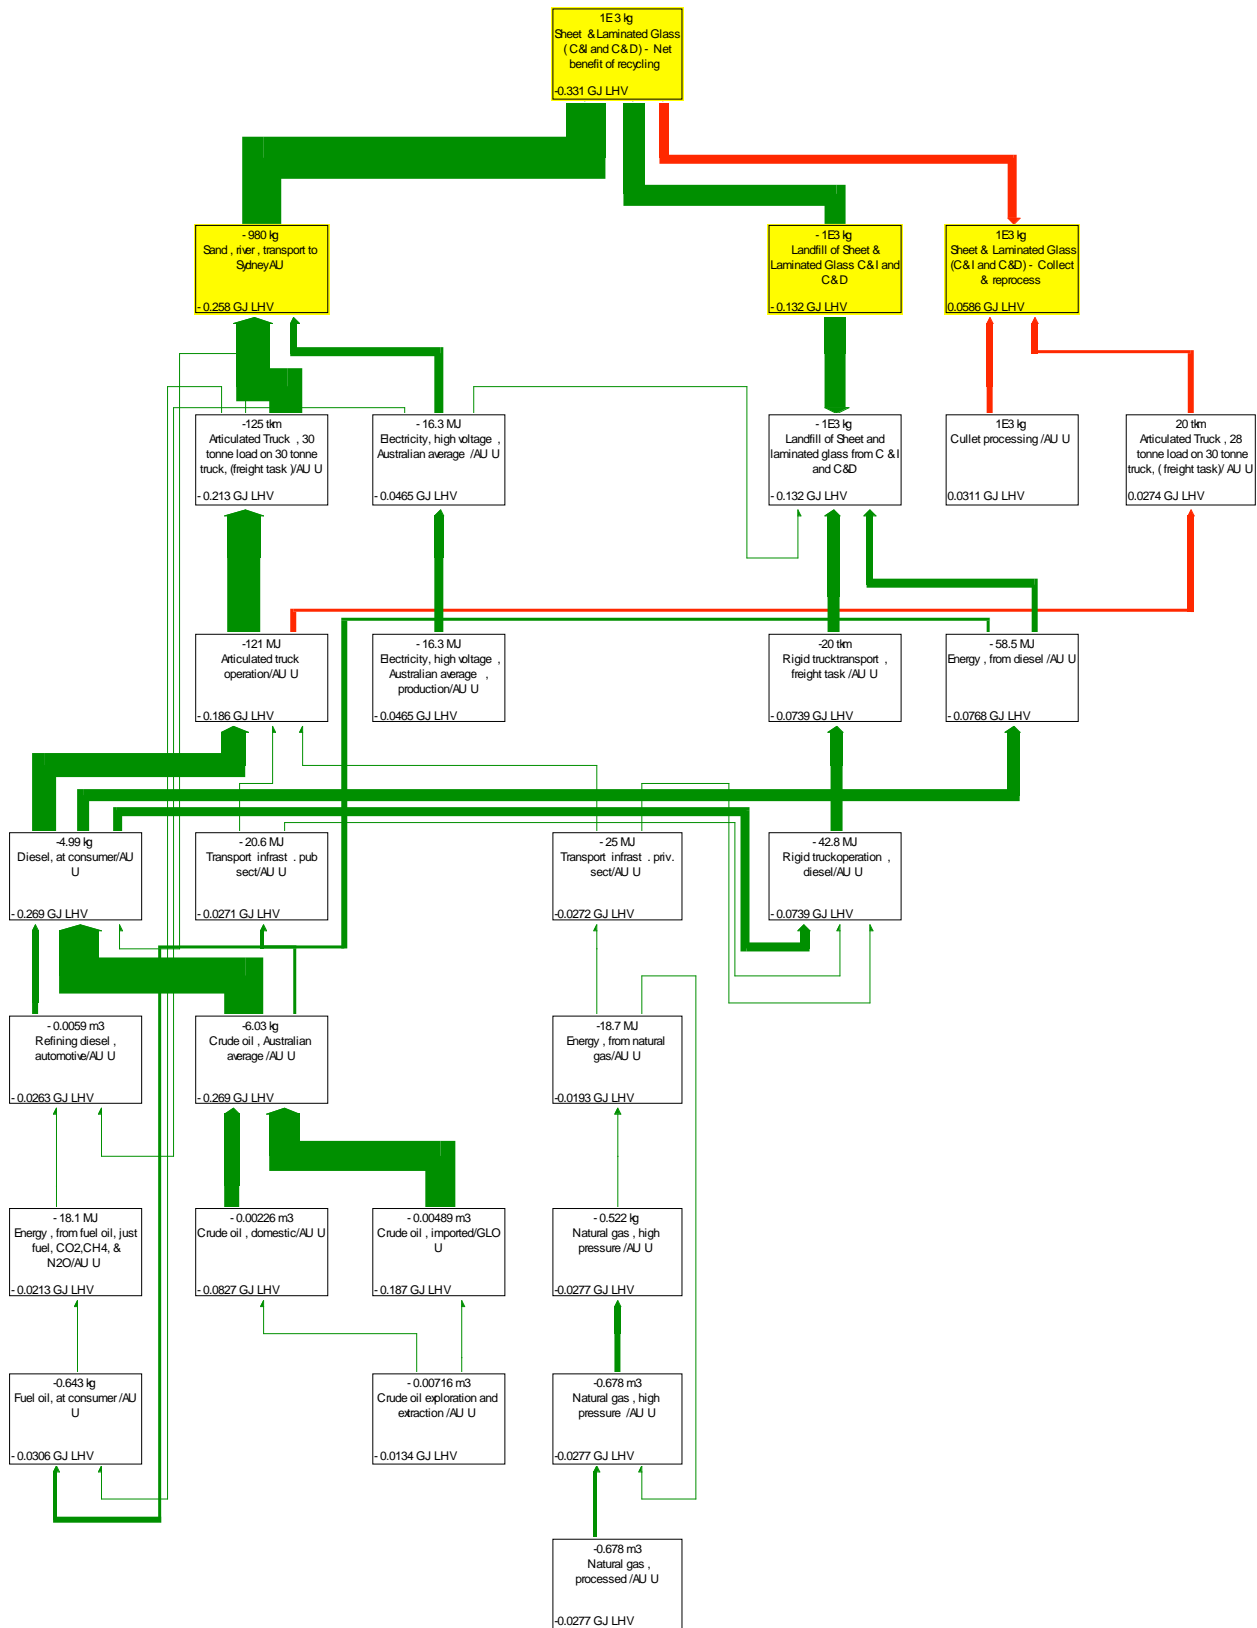 1E3 kg
Sheet & Laminated Glass
(C&I and C&D) - Net
benefit of recycling
-0.331 GJ LHV
- 980 kg
Sand , river , transport to
Sydney/AU
- 0.258 GJ LHV
- 1E3 kg
Landfill of Sheet &
Laminated Glass C&I and
C&D
- 0.132 GJ LHV
1E3 kg
Sheet & Laminated Glass
(C&I and C&D) - Collect
& reprocess
0.0586 GJ LHV
-125 tkm
Articulated Truck , 30
tonne load on 30 tonne
truck, (freight task )/AU U
- 0.213 GJ LHV
- 16.3 MJ
Electricity, high voltage ,
Australian average /AU U
- 0.0465 GJ LHV
- 1E3 kg
Landfill of Sheet and
laminated glass from C &I
and C&D
- 0.132 GJ LHV
1E3 kg
Cullet processing /AU U
0.0311 GJ LHV
20 tkm
Articulated Truck , 28
tonne load on 30 tonne
truck, ( freight task)/ AU U
0.0274 GJ LHV
-121 MJ
Articulated truck
operation/AU U
- 0.186 GJ LHV
- 16.3 MJ
Electricity, high voltage ,
Australian average ,
production/AU U
- 0.0465 GJ LHV
-20 tkm
Rigid trucktransport ,
freight task /AU U
- 0.0739 GJ LHV
- 58.5 MJ
Energy , from diesel /AU U
- 0.0768 GJ LHV
-4.99 kg
Diesel, at consumer/AU
U
- 0.269 GJ LHV
- 20.6 MJ
Transport infrast . pub
sect/AU U
- 0.0271 GJ LHV
- 25 MJ
Transport infrast . priv.
sect/AU U
-0.0272 GJ LHV
- 42.8 MJ
Rigid truckoperation ,
diesel/AU U
- 0.0739 GJ LHV
- 0.0059 m3
Refining diesel ,
automotive/AU U
- 0.0263 GJ LHV
-6.03 kg
Crude oil , Australian
average /AU U
- 0.269 GJ LHV
-18.7 MJ
Energy , from natural
gas/AU U
-0.0193 GJ LHV
- 18.1 MJ
Energy , from fuel oil, just
fuel, CO2,CH4, &
N2O/AU U
- 0.0213 GJ LHV
- 0.00226 m3
Crude oil , domestic/AU U
- 0.0827 GJ LHV
- 0.00489 m3
Crude oil , imported/GLO
U
- 0.187 GJ LHV
- 0.522 kg
Natural gas , high
pressure /AU U
-0.0277 GJ LHV
-0.643 kg
Fuel oil, at consumer /AU
U
- 0.0306 GJ LHV
- 0.00716 m3
Crude oil exploration and
extraction /AU U
- 0.0134 GJ LHV
-0.678 m3
Natural gas , high
pressure /AU U
-0.0277 GJ LHV
-0.678 m3
Natural gas ,
processed /AU U
-0.0277 GJ LHV